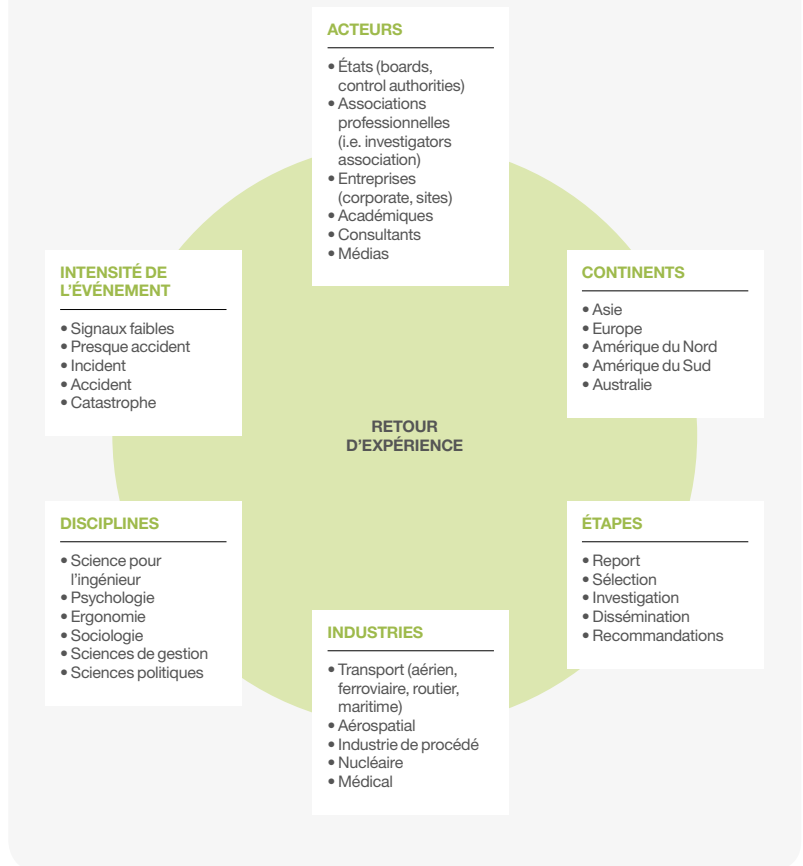 ACTEURS
• États (boards,
control authorities)
• Associations
professionnelles
(i.e. investigators
association)
• Entreprises
(corporate, sites)
• Académiques
• Consultants
• Médias
INTENSITÉ DE
L'ÉVÉNEMENT
• Signaux faibles
• Presque accident
• Incident
• Accident
• Catastrophe
CONTINENTS
• Asie
• Europe
• Amérique du Nord
• Amérique du Sud
• Australie
RETOUR
D'EXPÉRIENCE
DISCIPLINES
• Science pour
l'ingénieur
• Psychologie
• Ergonomie
• Sociologie
• Sciences de gestion
• Sciences politiques
ÉTAPES
• Report
• Sélection
• Investigation
• Dissémination
• Recommandations
INDUSTRIES
• Transport (aérien,
ferroviaire, routier,
maritime)
• Aérospatial
• Industrie de procédé
• Nucléaire
• Médical